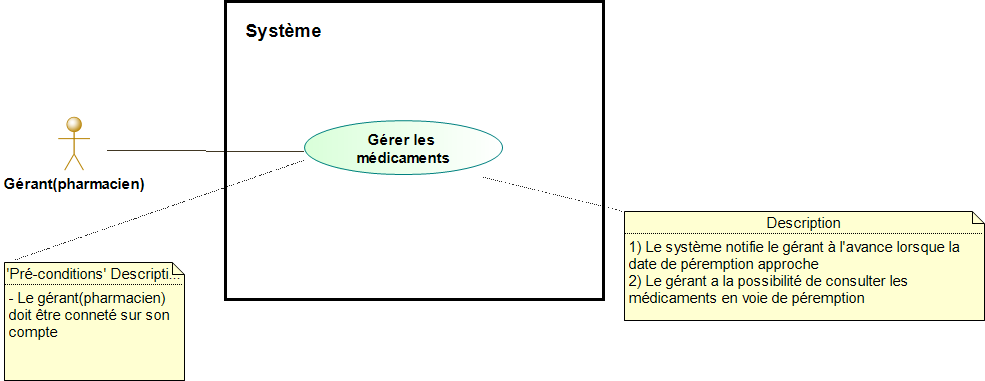 Système
Gérer les
médicaments
Gérant(pharmacien)
Description
1) Le système notifie le gérant à l'avance lorsque la
date de péremption approche
2) Le gérant a la possibilité de consulter les
médicaments en voie de péremption
'Pré-conditions' Descripti...
- Le gérant(pharmacien)
doit être conneté sur son
compte